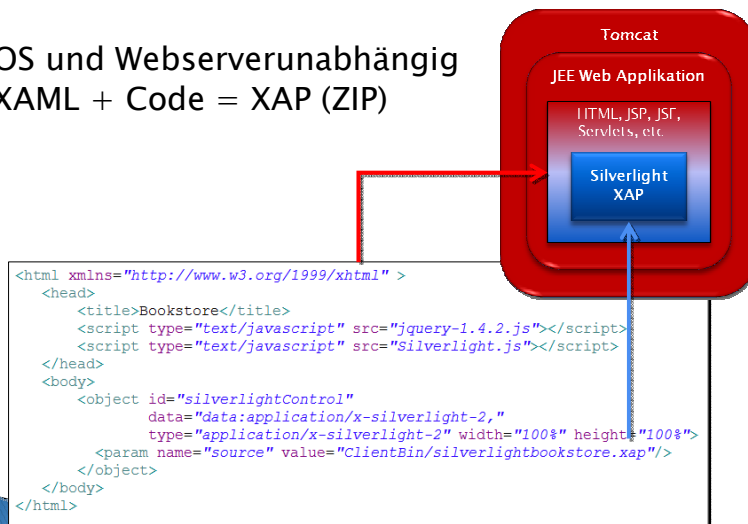 OS und Webserverunabhängig
XAML + Code = XAP (ZIP)
Tomcat
JEE Web Applikation
HTML, JSP, JSF,
Servlets, etc
Silverlight
XAP
<html xmlns="http://www.w3.org/1999/xhtml" >
<head>
<title>Bookstore</title>
<script type="text/javascript" src="jquery-1.4.2.js"></script>
<script type="text/javascript" src="Silverlight.js"></script>
</head>
<body>
<object id="silverlightControl"
data="data:application/x-silverlight-2,"
type="application/x-silverlight-2" width="100%" height="100%">
<param name="source" value="ClientBin/silverlightbookstore.xap"/>
</object>
</body>
</html>